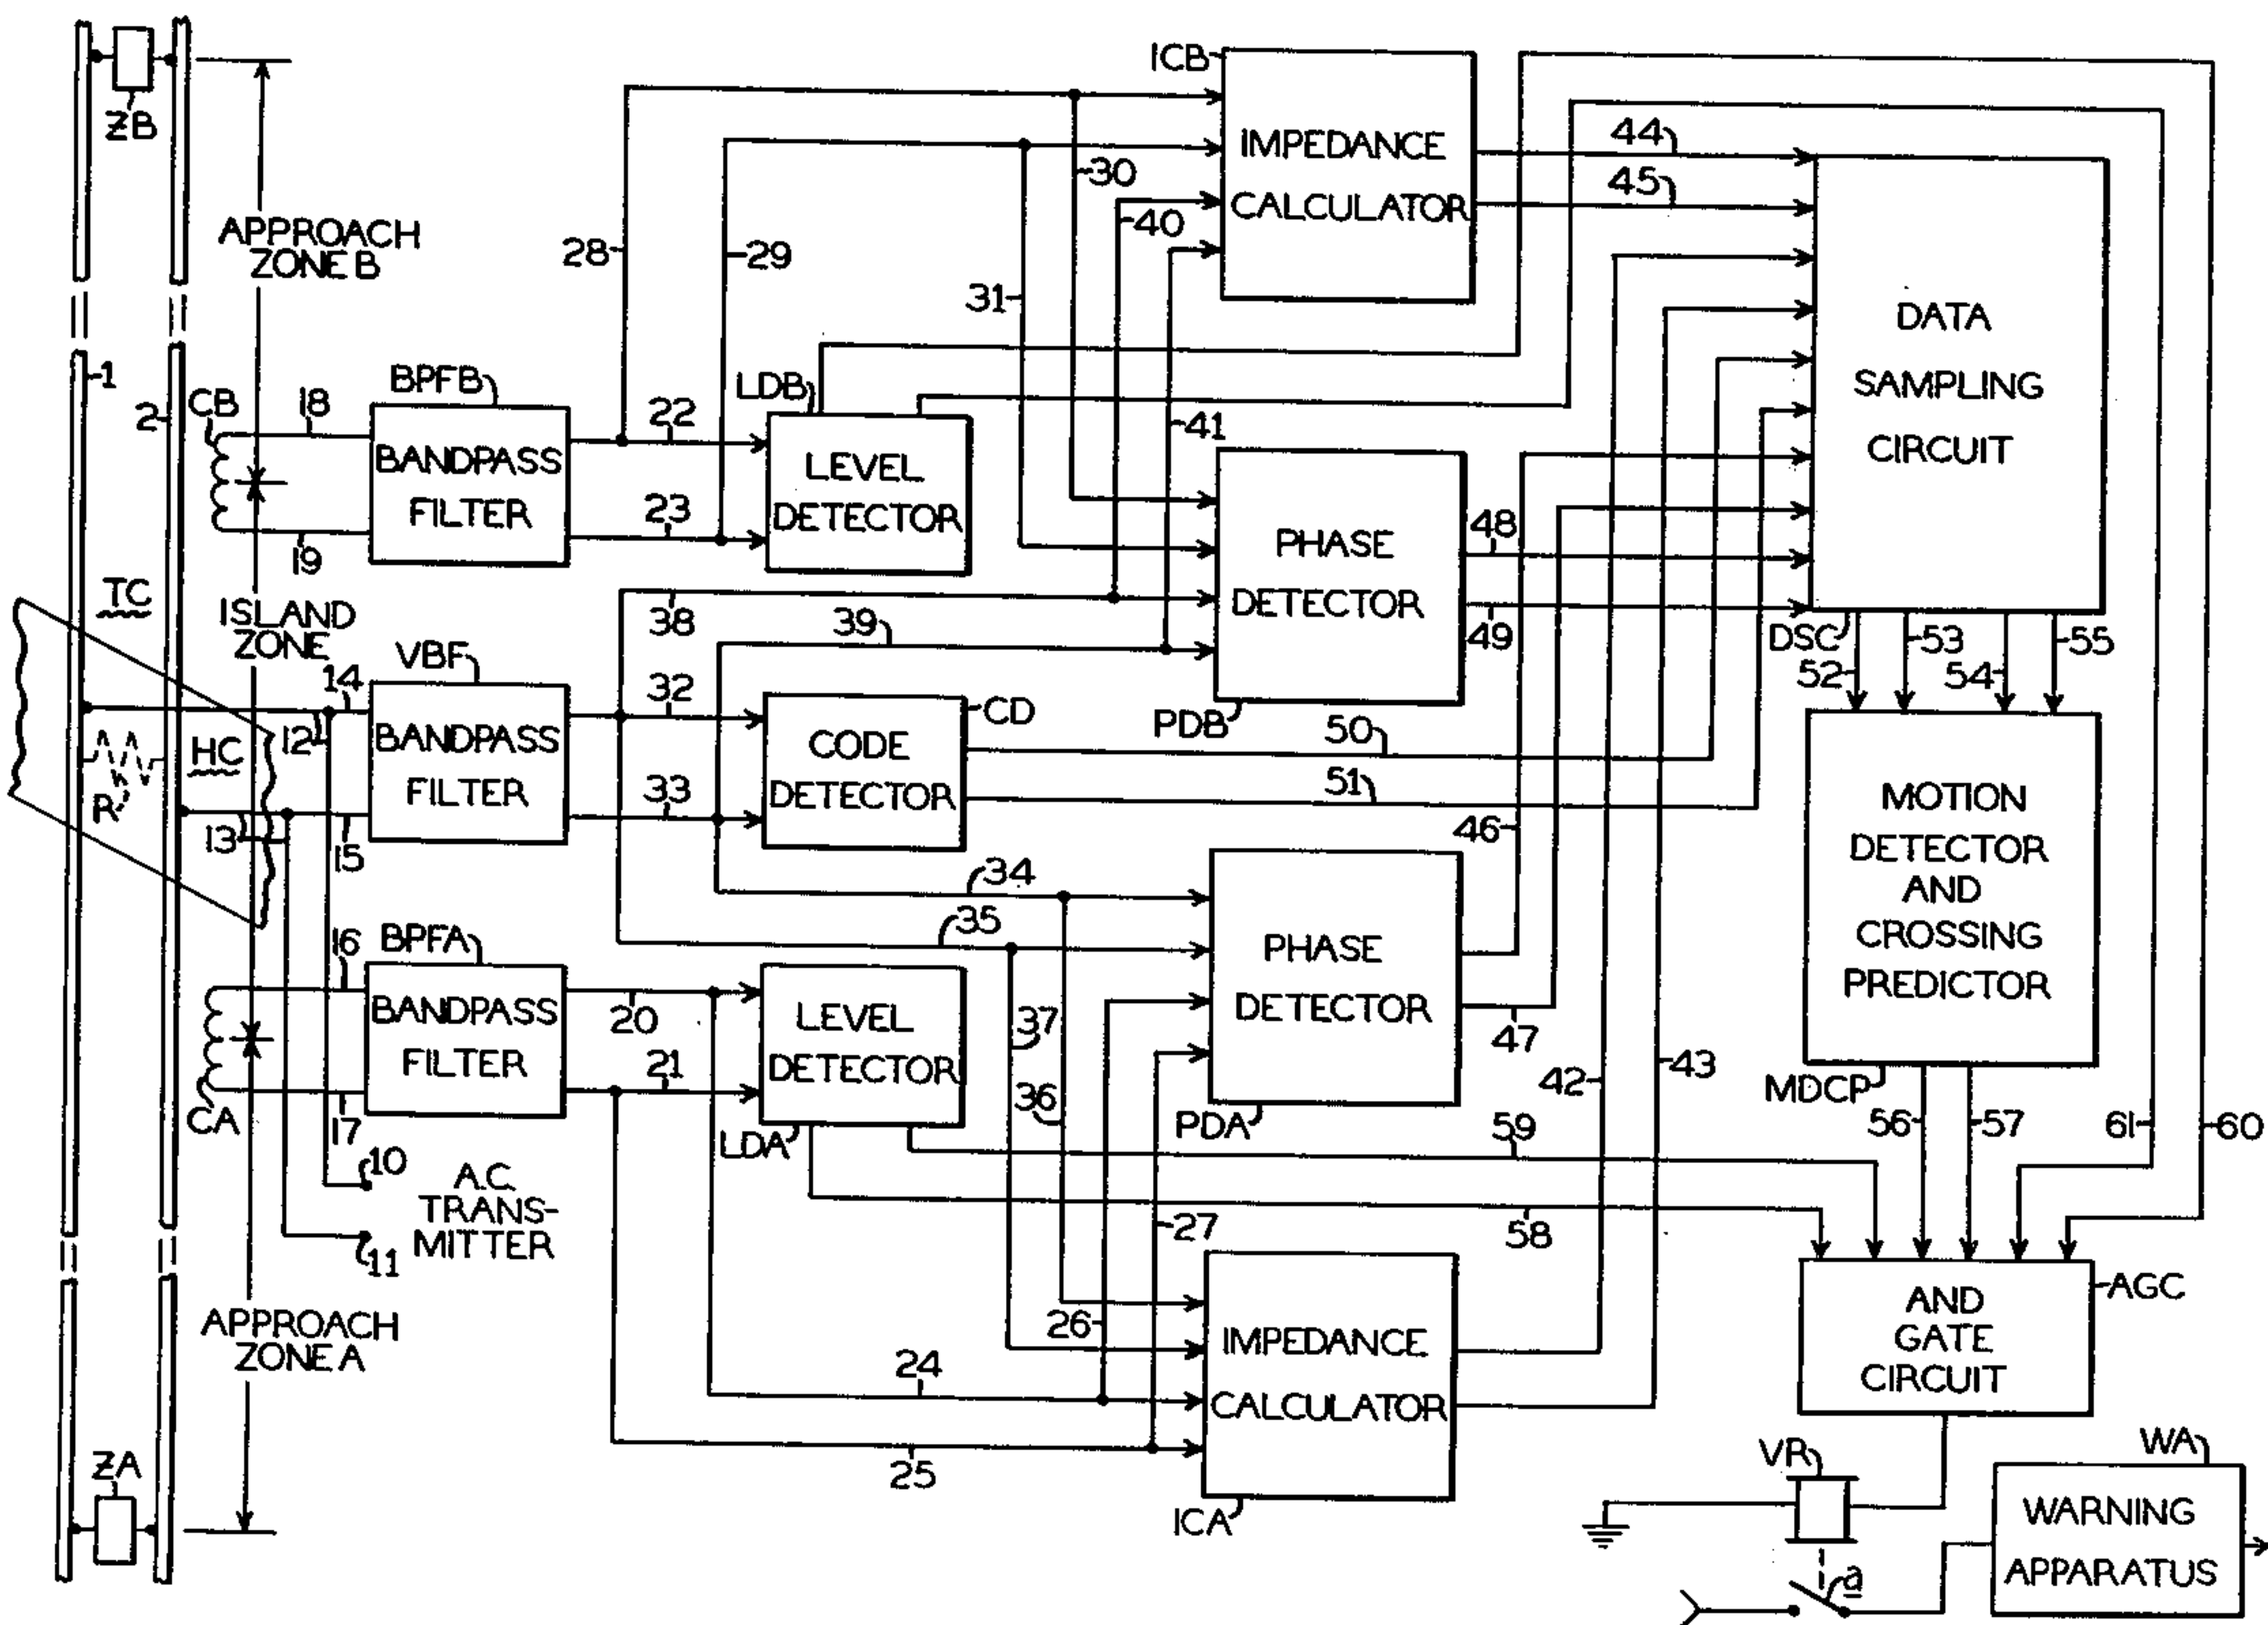 ZB
APPROACH
ZONE B
1
2
CB
18
19
BPFB
BANDPASS
FILTER
22
23
28
29
LDB
LEVEL
DETECTOR
ICB
IMPEDANCE
CALCULATOR
30
31
40
41
44
45
DATA
SAMPLING
CIRCUIT
DSC
PHASE
DETECTOR
PDB
48
49
TC
ISLAND
ZONE
HC
R
12
13
14
15
VBF
BANDPASS
FILTER
32
33
38
39
CODE
DETECTOR
CD
50
51
52
53
54
55
MOTION
DETECTOR
AND
CROSSING
PREDICTOR
MDCP
56
57
34
35
36
37
CA
16
17
BPFA
BANDPASS
FILTER
20
21
LEVEL
DETECTOR
LDA
PHASE
DETECTOR
PDA
46
47
42
43
59
58
61
60
10
11
A.C.
TRANS-
MITTER
APPROACH
ZONE A
ZA
24
25
26
27
IMPEDANCE
CALCULATOR
ICA
AND
GATE
CIRCUIT
AGC
VR
a
WA
WARNING
APPARATUS